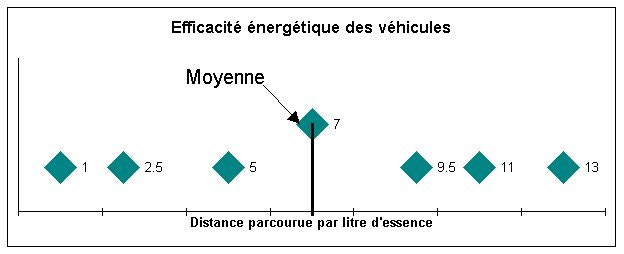 Efficacité énergétique des véhicules
Moyenne
7
1 2.5 5 9.5 11 13
Distance parcourue par litre d'essence